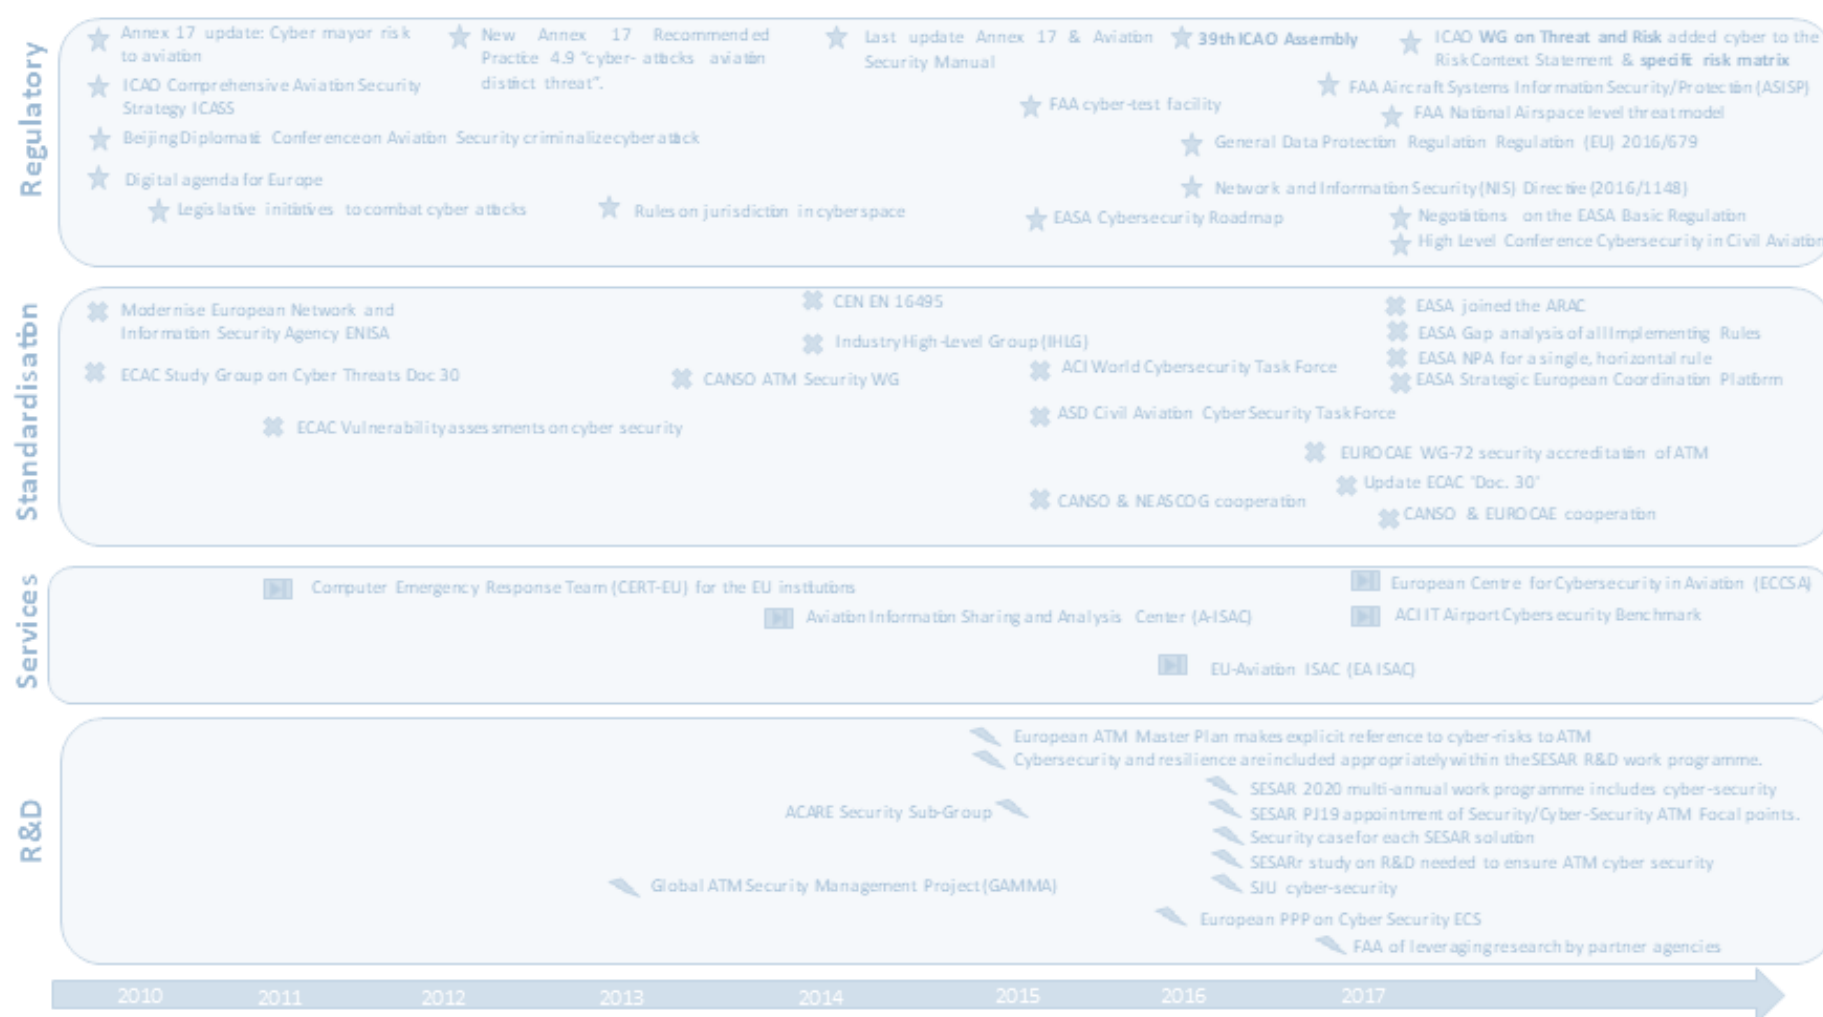 Regulatory
Annex 17 update: Cyber mayor risk
to aviation
New Annex 17 Recommended
Practice 4.9 "cyber- attacks aviation
district threat".
Last update Annex 17 & Aviation
Security Manual
39th ICAO Assembly
ICAO WG on Threat and Risk added cyber to the
Risk Context Statement & specific risk matrix
ICAO Comprehensive Aviation Security
Strategy ICASS
FAA Aircraft Systems Information Security/Protection (ASISP)
FAA cyber-test facility
FAA National Airspace level threat model
Beijing Diplomatic Conference on Aviation Security criminalize cyber attack
General Data Protection Regulation Regulation (EU) 2016/679
Digital agenda for Europe
Network and Information Security (NIS) Directive (2016/1148)
Legislative initiatives to combat cyber attacks
Rules on jurisdiction in cyberspace
EASA Cybersecurity Roadmap
Negotiations on the EASA Basic Regulation
High Level Conference Cybersecurity in Civil Aviation
Standardisation
Modernise European Network and
Information Security Agency ENISA
CEN EN 16495
EASA joined the ARAC
EASA Gap analysis of all Implementing Rules
Industry High-Level Group (IHLG)
EASA NPA for a single, horizontal rule
ECAC Study Group on Cyber Threats Doc 30
CANSO ATM Security WG
ACI World Cybersecurity Task Force
EASA Strategic European Coordination Platform
ASD Civil Aviation CyberSecurity Task Force
ECAC Vulnerability assessments on cyber security
EUROCAE WG-72 security accreditation of ATM
Update ECAC "Doc. 30"
CANSO & NEASCOG cooperation
CANSO & EUROCAE cooperation
Services
Computer Emergency Response Team (CERT-EU) for the EU institutions
European Centre for Cybersecurity in Aviation (ECCSA)
Aviation Information Sharing and Analysis Center (A-ISAC)
ACI IT Airport Cybersecurity Benchmark
EU-Aviation ISAC (EA ISAC)
R&D
European ATM Master Plan makes explicit reference to cyber-risks to ATM
Cybersecurity and resilience are included appropriately within the SESAR R&D work programme.
SESAR 2020 multi-annual work programme includes cyber-security
ACARE Security Sub-Group
SESAR PJ19 appointment of Security/Cyber-Security ATM Focal points.
Security case for each SESAR solution
SESARr study on R&D needed to ensure ATM cyber security
Global ATM Security Management Project (GAMMA)
SJU cyber-security
European PPP on Cyber Security ECS
FAA of leveraging research by partner agencies
2010 2011 2012 2013 2014 2015 2016 2017